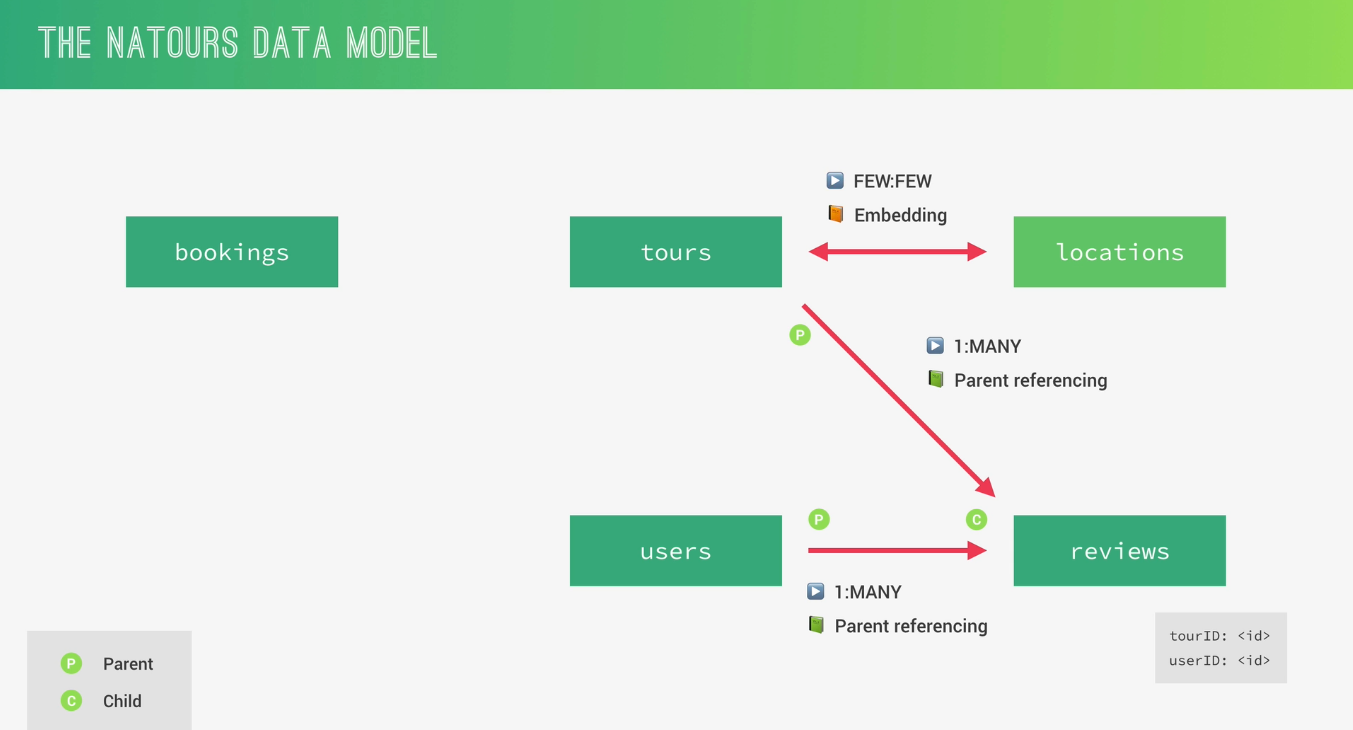 THE NATOURS DATA MODEL
FEW:FEW
Embedding
bookings
tours
locations
P
1:MANY
Parent referencing
P
C
users
reviews
1:MANY
Parent referencing
tourID: <id>
userID: <id>
P Parent
C Child